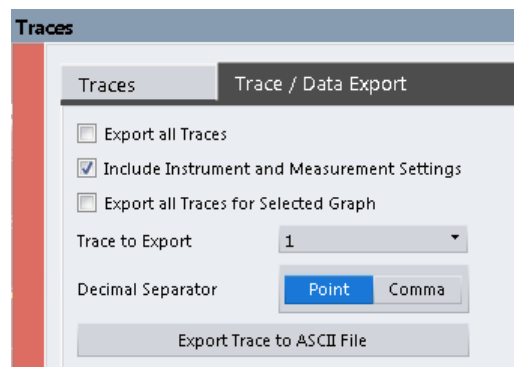 Traces
Traces Trace / Data Export
Export all Traces
Include Instrument and Measurement Settings
Export all Traces for Selected Graph
Trace to Export 1
Decimal Separator Point Comma
Export Trace to ASCII File